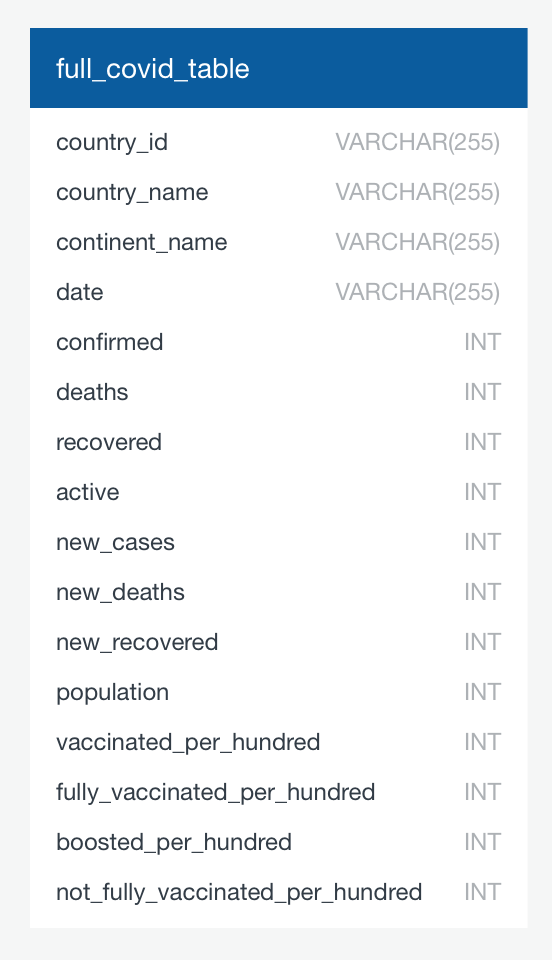 full_covid_table
country_id VARCHAR(255)
country_name VARCHAR(255)
continent_name VARCHAR(255)
date VARCHAR(255)
confirmed INT
deaths INT
recovered INT
active INT
new_cases INT
new_deaths INT
new_recovered INT
population INT
vaccinated_per_hundred INT
fully_vaccinated_per_hundred INT
boosted_per_hundred INT
not_fully_vaccinated_per_hundred INT